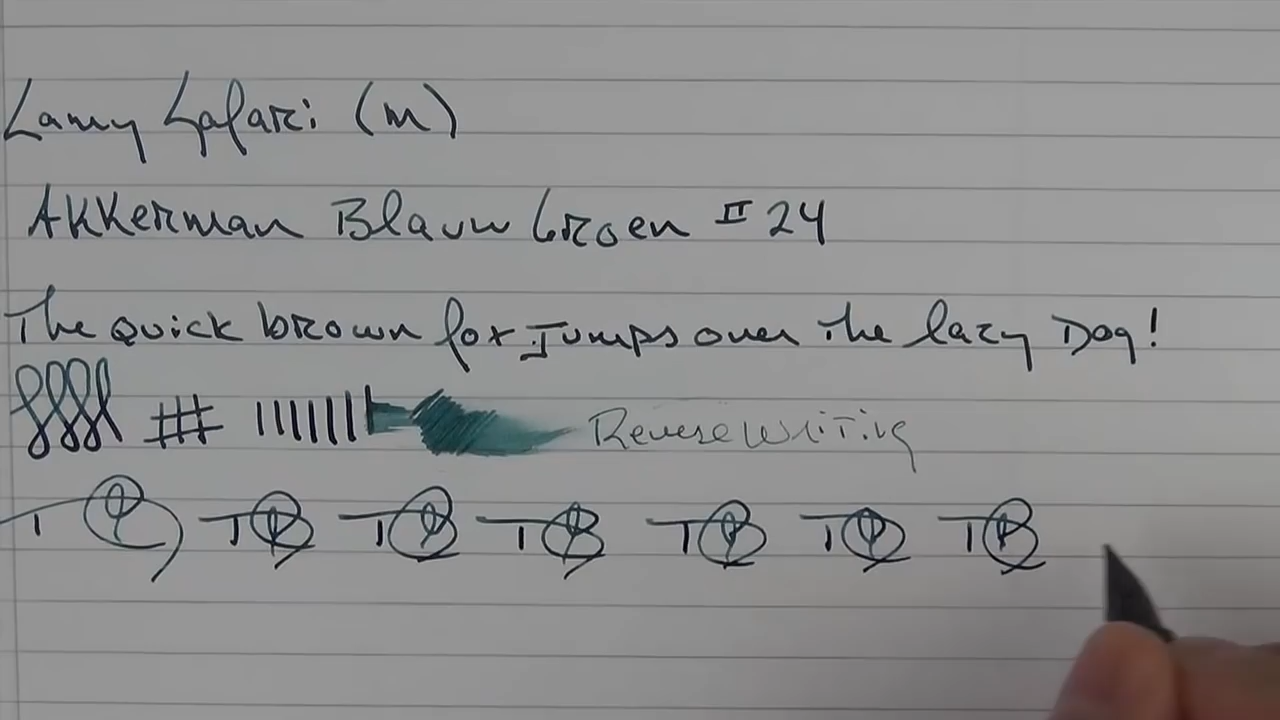 Lamy Safari (M)
Akkerman Blauw Groen # 24
The quick brown fox Jumps over the lazy Dog!
Reverse writing